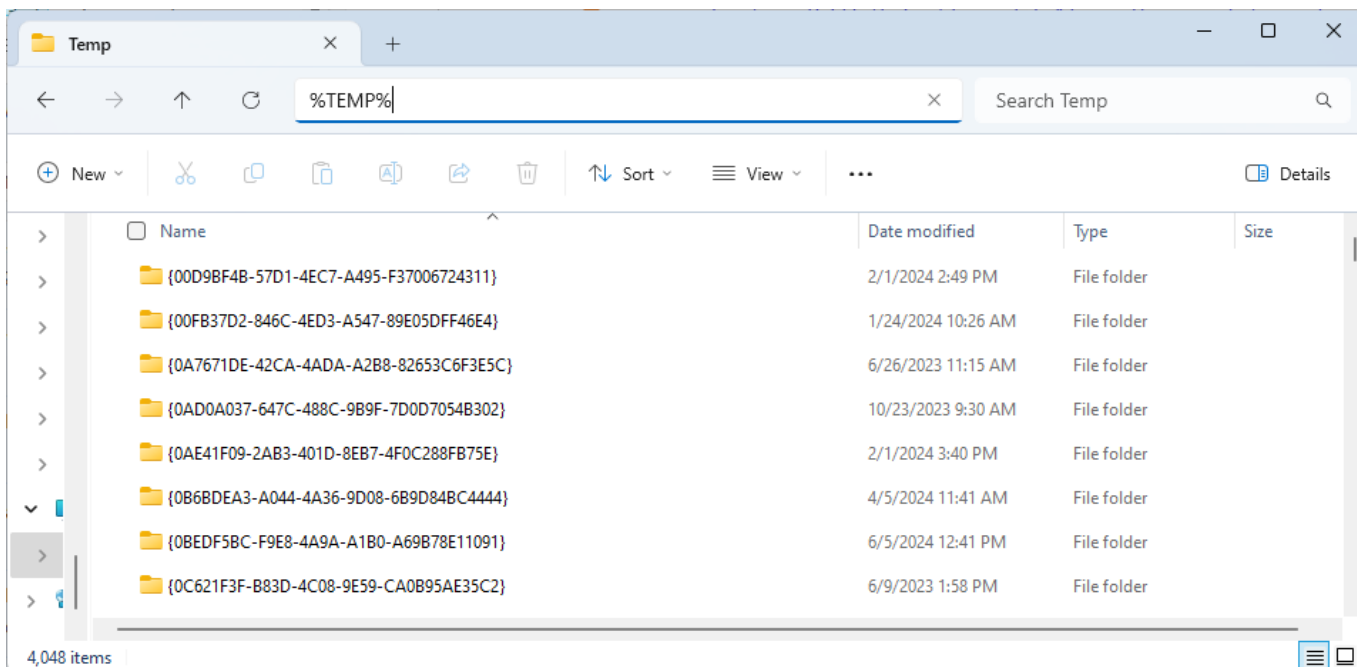 Temp
%TEMP%
Search Temp
New
Sort
View
Details
Name Date modified Type Size
{00D9BF4B-57D1-4EC7-A495-F37006724311} 2/1/2024 2:49 PM File folder
{00FB37D2-846C-4ED3-A547-89E05DFF46E4} 1/24/2024 10:26 AM File folder
{0A7671DE-42CA-4ADA-A2B8-82653C6F3E5C} 6/26/2023 11:15 AM File folder
{0AD0A037-647C-488C-9B9F-7D0D7054B302} 10/23/2023 9:30 AM File folder
{0AE41F09-2AB3-401D-8EB7-4F0C288FB75E} 2/1/2024 3:40 PM File folder
{0B6BDEA3-A044-4A36-9D08-6B9D84BC4444} 4/5/2024 11:41 AM File folder
{0BEDF5BC-F9E8-4A9A-A1B0-A69B78E11091} 6/5/2024 12:41 PM File folder
{0C621F3F-B83D-4C08-9E59-CA0B95AE35C2} 6/9/2023 1:58 PM File folder
4,048 items